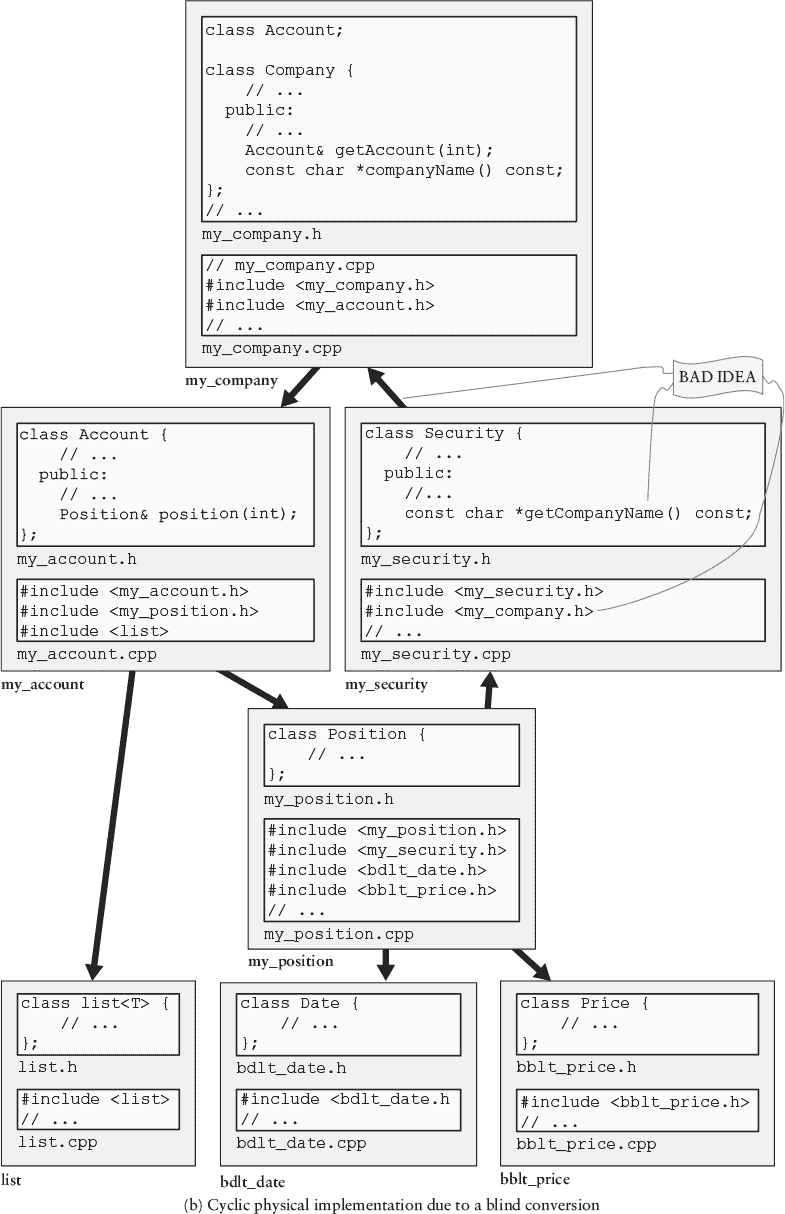 class Account;
class Company {
// ...
public:
// ...
Account& getAccount(int);
const char *companyName() const;
};
// ...
my_company.h
// my_company.cpp
#include <my_company.h>
#include <my_account.h>
// ...
my_company.cpp
my_company
BAD IDEA
class Account {
// ...
public:
// ...
Position& position(int);
};
my_account.h
#include <my_account.h>
#include <my_position.h>
#include <list>
my_account.cpp
my_account
class Security {
// ...
public:
//...
const char *getCompanyName() const;
};
my_security.h
#include <my_security.h>
#include <my_company.h>
// ...
my_security.cpp
my_security
class Position {
// ...
};
my_position.h
#include <my_position.h>
#include <my_security.h>
#include <bdlt_date.h>
#include <bblt_price.h>
// ...
my_position.cpp
my_position
class list<T> {
// ...
};
list.h
#include <list>
// ...
list.cpp
list
class Date {
// ...
};
bdlt_date.h
#include <bdlt_date.h
// ...
bdlt_date.cpp
bdlt_date
class Price {
// ...
};
bblt_price.h
#include <bblt_price.h>
// ...
bblt_price.cpp
bblt_price
(b) Cyclic physical implementation due to a blind conversion